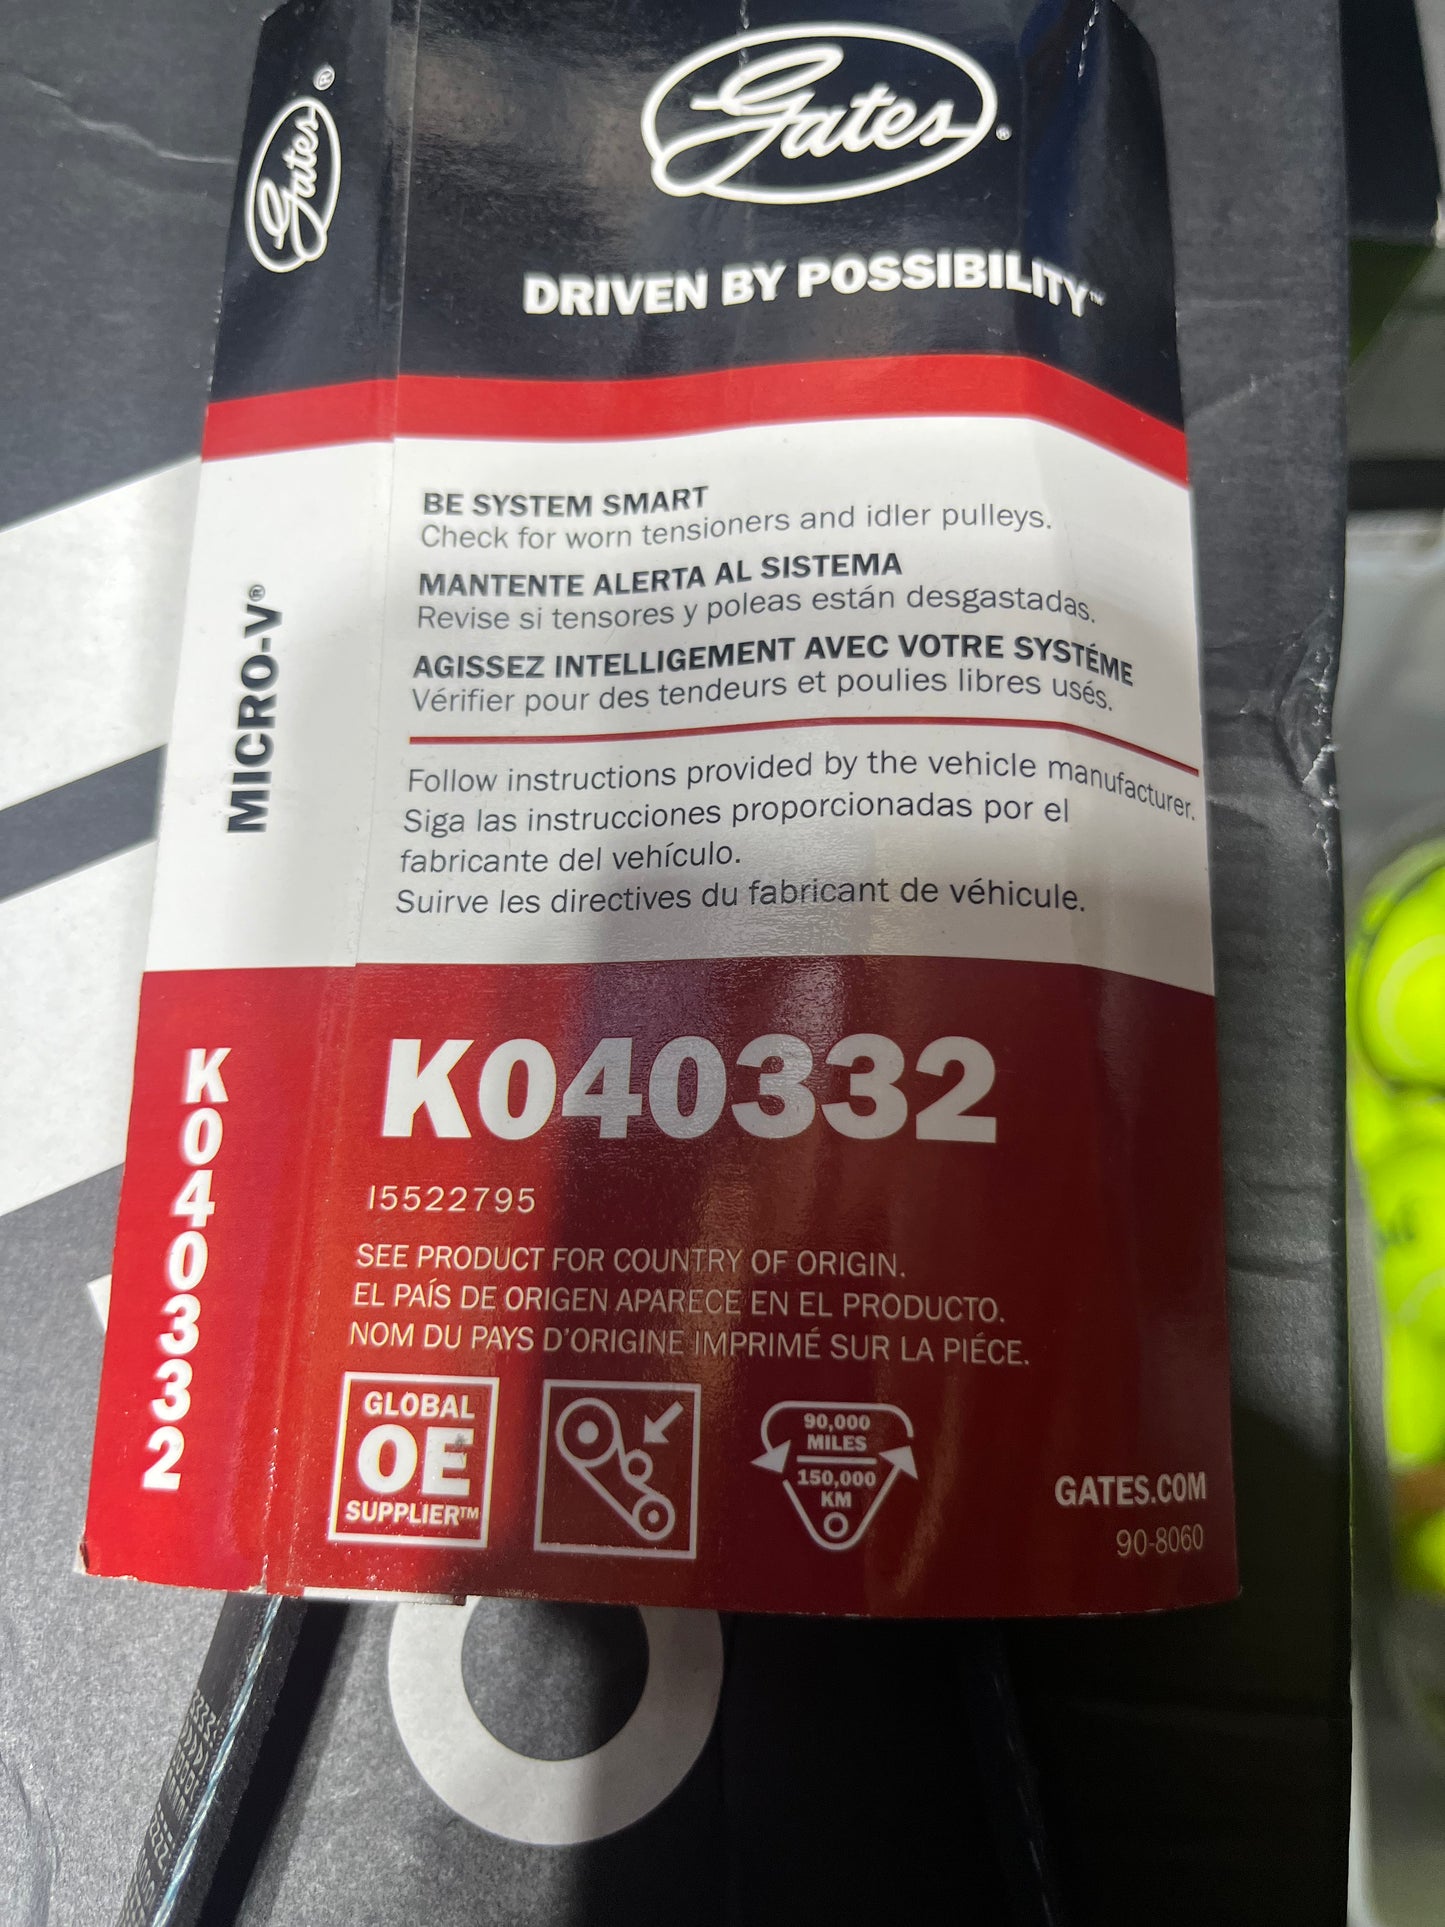 Gates®
DRIVEN BY POSSIBILITY™
BE SYSTEM SMART
Check for worn tensioners and idler pulleys.
MANTENTE ALERTA AL SISTEMA
Revise si tensores y poleas están desgastadas.
AGISSEZ INTELLIGEMENT AVEC VOTRE SYSTÉME
Vérifier pour des tendeurs et poulies libres usés.
Follow instructions provided by the vehicle manufacturer.
Siga las instrucciones proporcionadas por el
fabricante del vehículo.
Suirve les directives du fabricant de véhicule.
K040332
I5522795
SEE PRODUCT FOR COUNTRY OF ORIGIN.
EL PAÍS DE ORIGEN APARECE EN EL PRODUCTO.
NOM DU PAYS D'ORIGINE IMPRIMÉ SUR LA PIÉCE.
GLOBAL
OE
SUPPLIER™
90,000
MILES
150,000
KM
GATES.COM
90-8060
Gates®
MICRO-V®
K040332